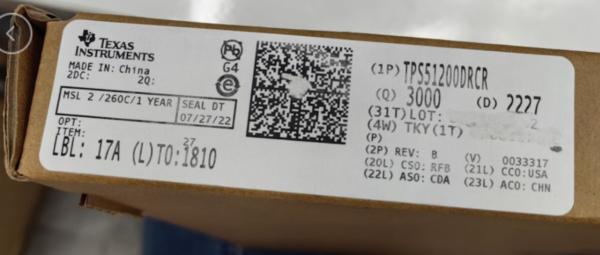 TEXAS
INSTRUMENTS
MADE IN: China
2DC: 2Q:
MSL 2 /260C/1 YEAR
SEAL DT
07/27/22
OPT:
ITEM:
LBL: 17A (L)TO:1810
27
Pb
G4
e
(1P) TPS51200DRCR
(Q) 3000 (D) 2227
(31T)LOT: 2
(4W) TKY(1T)
(P)
(2P) REV: B (V) 0033317
(20L) CSO: RFB (21L) CCO:USA
(22L) ASO: CDA (23L) ACO: CHN